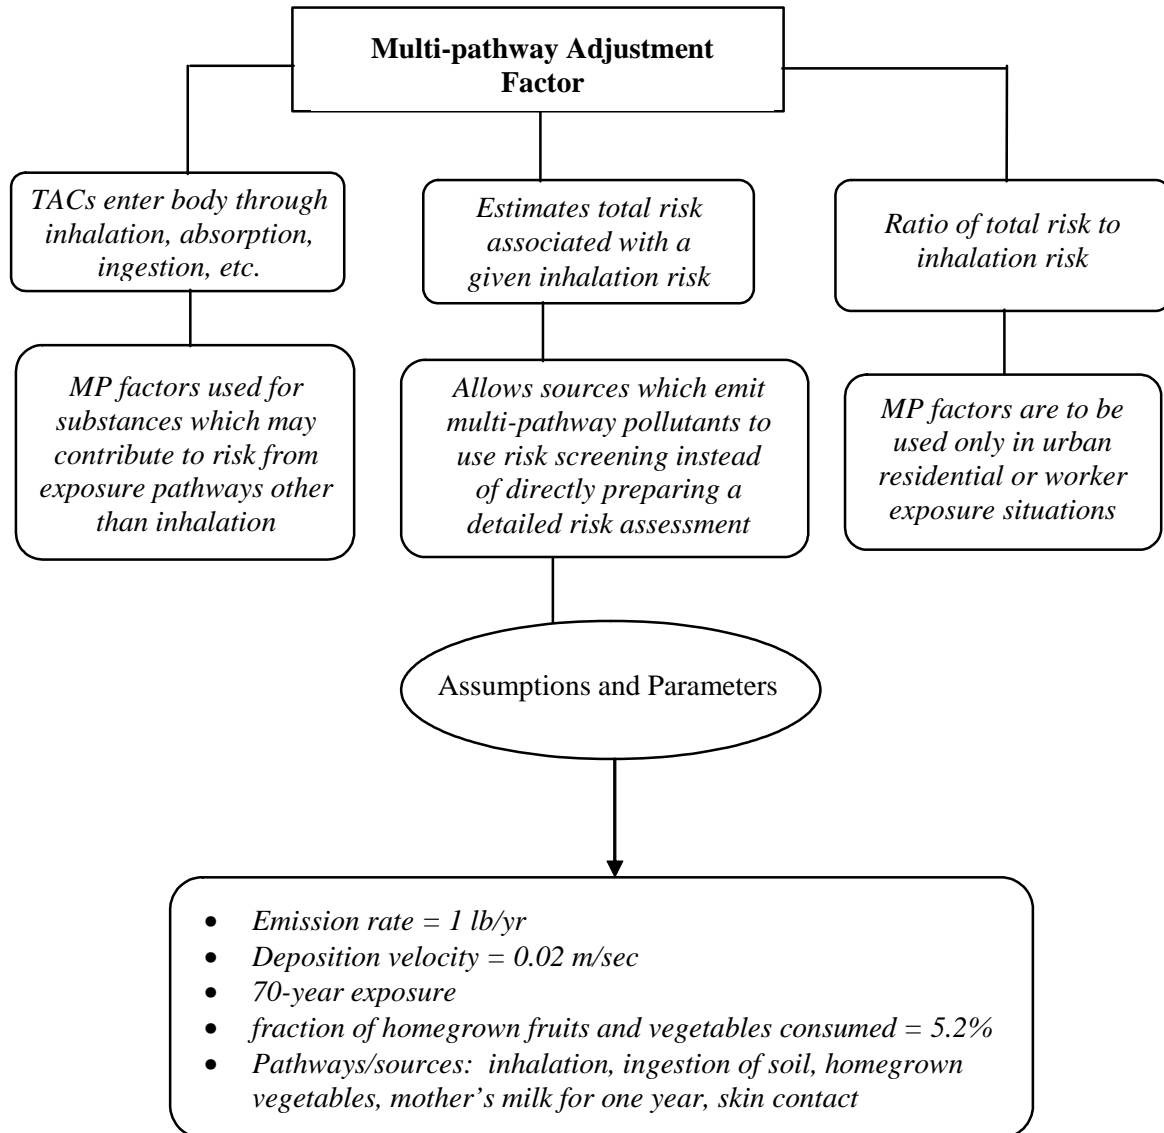 Multi-pathway Adjustment
Factor
TACs enter body through
inhalation, absorption,
ingestion, etc.
Estimates total risk
associated with a
given inhalation risk
Ratio of total risk to
inhalation risk
MP factors used for
substances which may
contribute to risk from
exposure pathways other
than inhalation
Allows sources which emit
multi-pathway pollutants to
use risk screening instead
of directly preparing a
detailed risk assessment
MP factors are to be
used only in urban
residential or worker
exposure situations
Assumptions and Parameters
• Emission rate = 1 lb/yr
• Deposition velocity = 0.02 m/sec
• 70-year exposure
• fraction of homegrown fruits and vegetables consumed = 5.2%
• Pathways/sources:  inhalation, ingestion of soil, homegrown
vegetables, mother’s milk for one year, skin contact